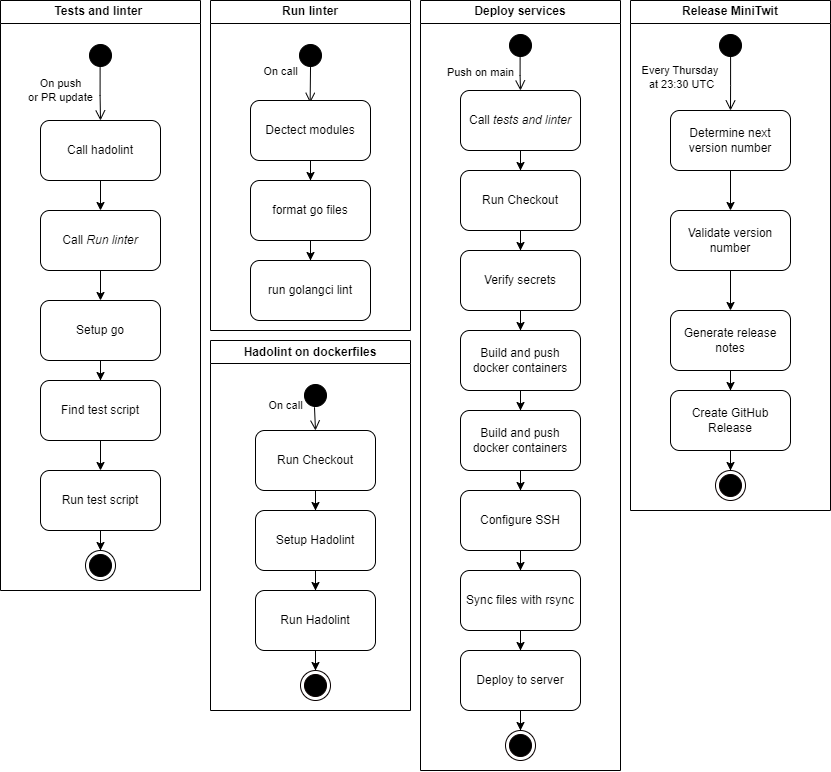 Tests and linter
On push
or PR update
Call hadolint
Call Run linter
Setup go
Find test script
Run test script
Run linter
On call
Dectect modules
format go files
run golangci lint
Hadolint on dockerfiles
On call
Run Checkout
Setup Hadolint
Run Hadolint
Deploy services
Push on main
Call tests and linter
Run Checkout
Verify secrets
Build and push
docker containers
Build and push
docker containers
Configure SSH
Sync files with rsync
Deploy to server
Release MiniTwit
Every Thursday
at 23:30 UTC
Determine next
version number
Validate version
number
Generate release
notes
Create GitHub
Release